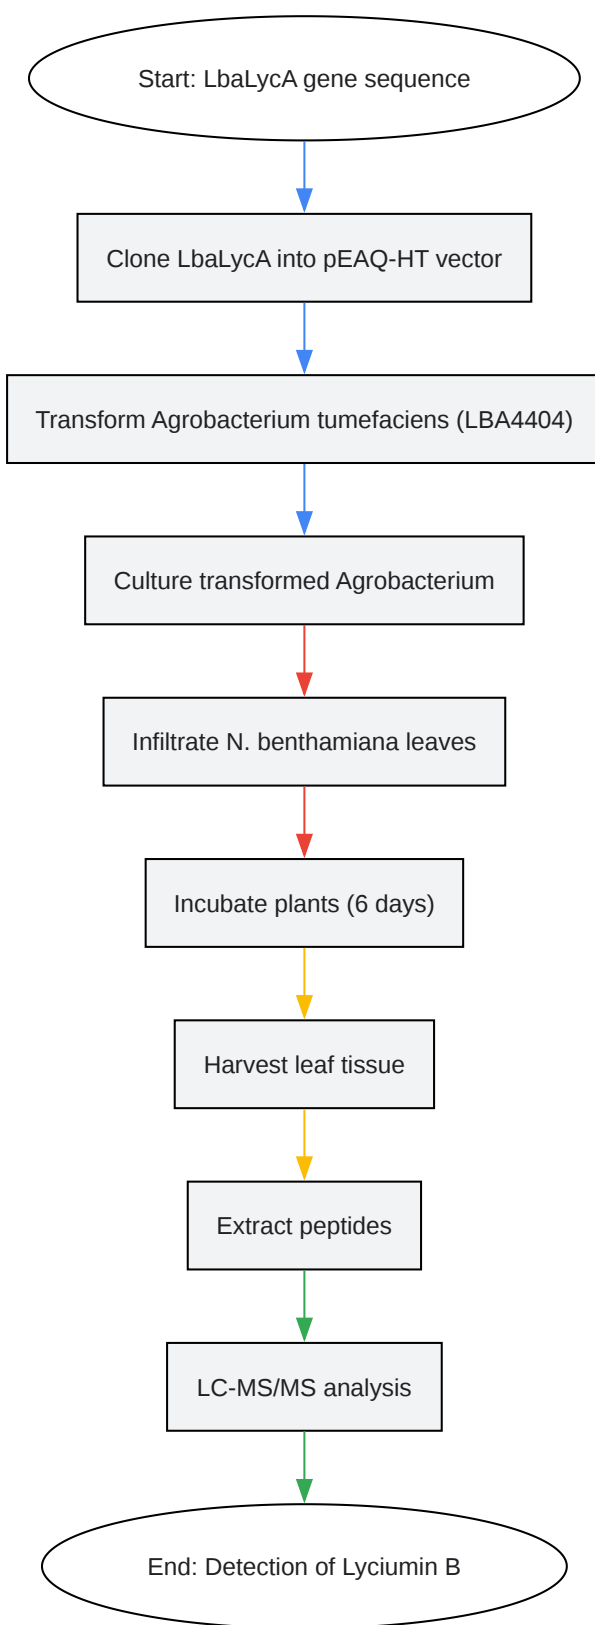 Start: LbaLycA gene sequence
Clone LbaLycA into pEAQ-HT vector
Transform Agrobacterium tumefaciens (LBA4404)
Culture transformed Agrobacterium
Infiltrate N. benthamiana leaves
Incubate plants (6 days)
Harvest leaf tissue
Extract peptides
LC-MS/MS analysis
End: Detection of Lyciumin B